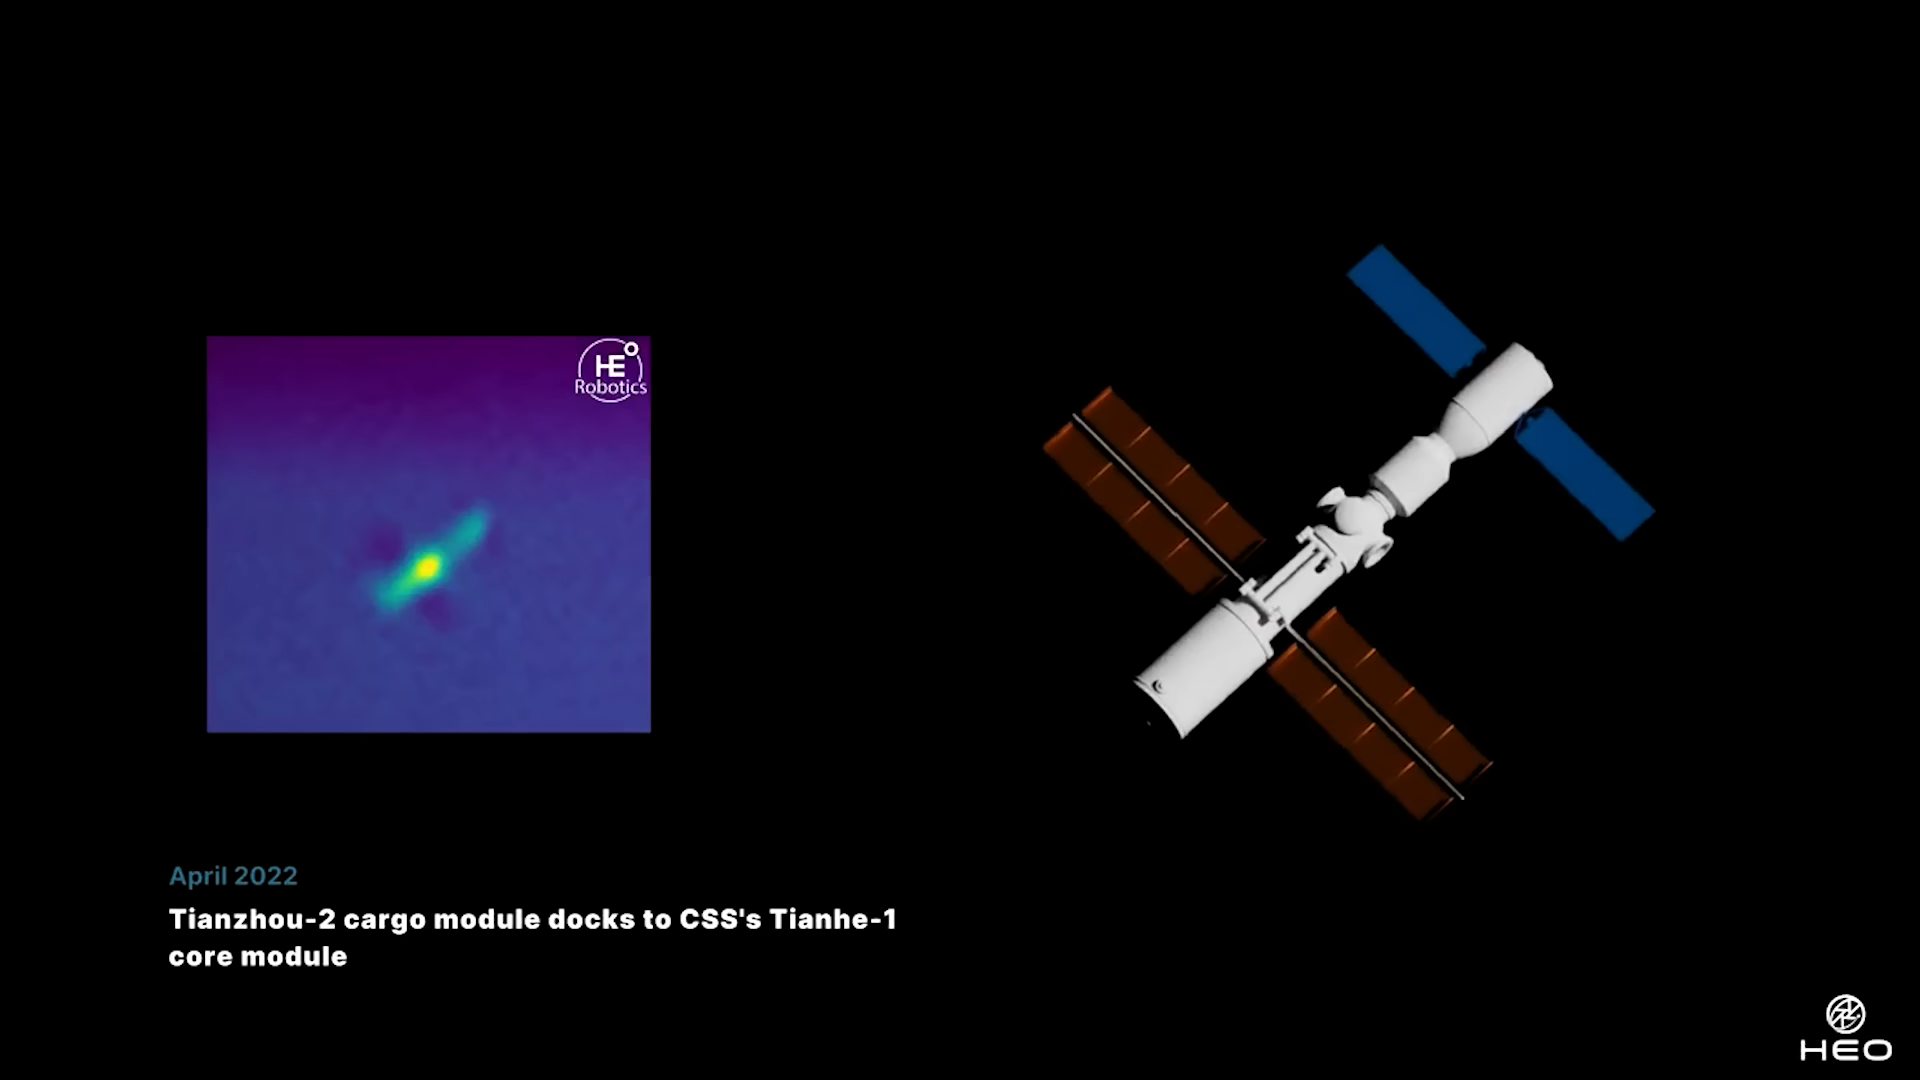 HE
Robotics
April 2022
Tianzhou-2 cargo module docks to CSS's Tianhe-1
core module
HEO